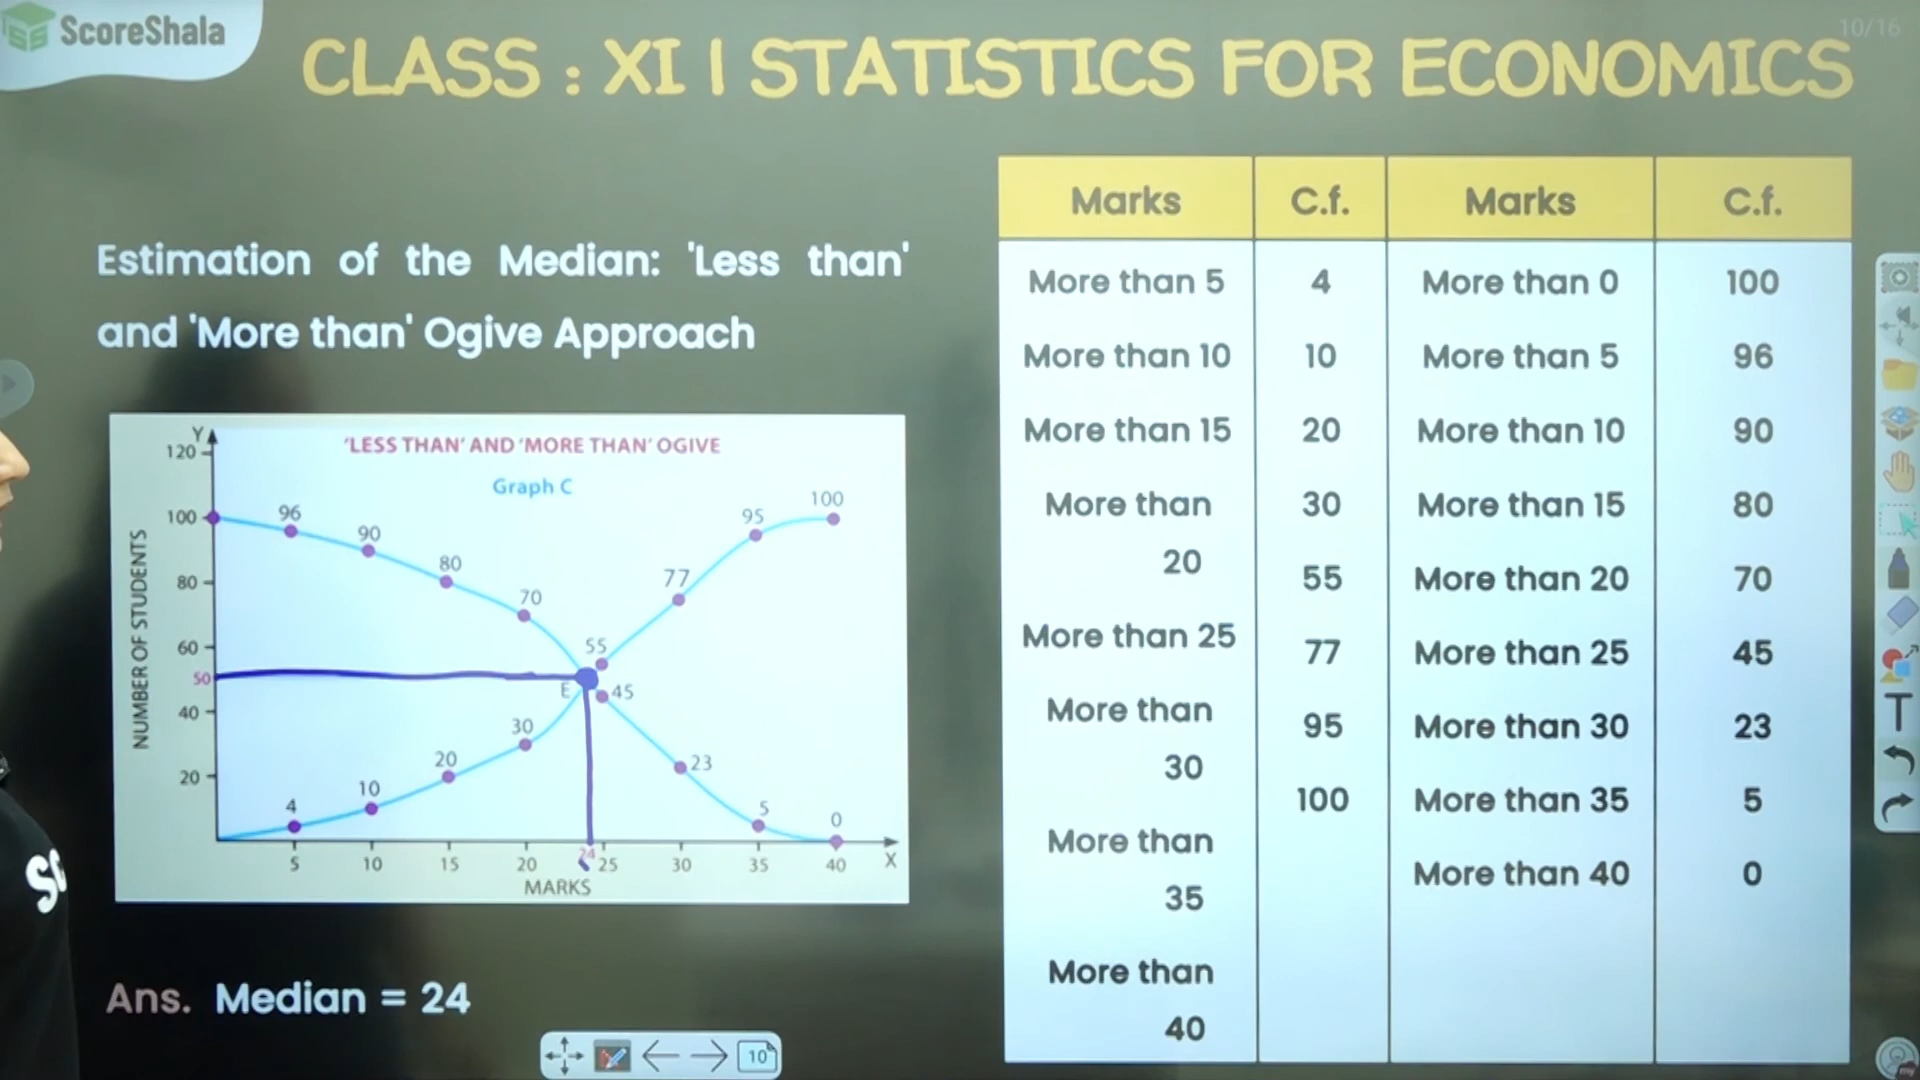 ScoreShala
10/16
CLASS : XI | STATISTICS FOR ECONOMICS
Estimation of the Median: 'Less than'
and 'More than' Ogive Approach
'LESS THAN' AND 'MORE THAN' OGIVE
Graph C
Y
120
100
80
60
50
40
20
NUMBER OF STUDENTS
96
90
80
70
55
77
95
100
E
45
30
20
10
4
23
5
0
5 10 15 20 24 25 30 35 40 X
MARKS
Ans. Median = 24
Marks C.f. Marks C.f.
More than 5 4 More than 0 100
More than 10 10 More than 5 96
More than 15 20 More than 10 90
More than 30 More than 15 80
20
55 More than 20 70
More than 25 77 More than 25 45
More than 95 More than 30 23
30
100 More than 35 5
More than
35
More than 40 0
More than
40
10
T